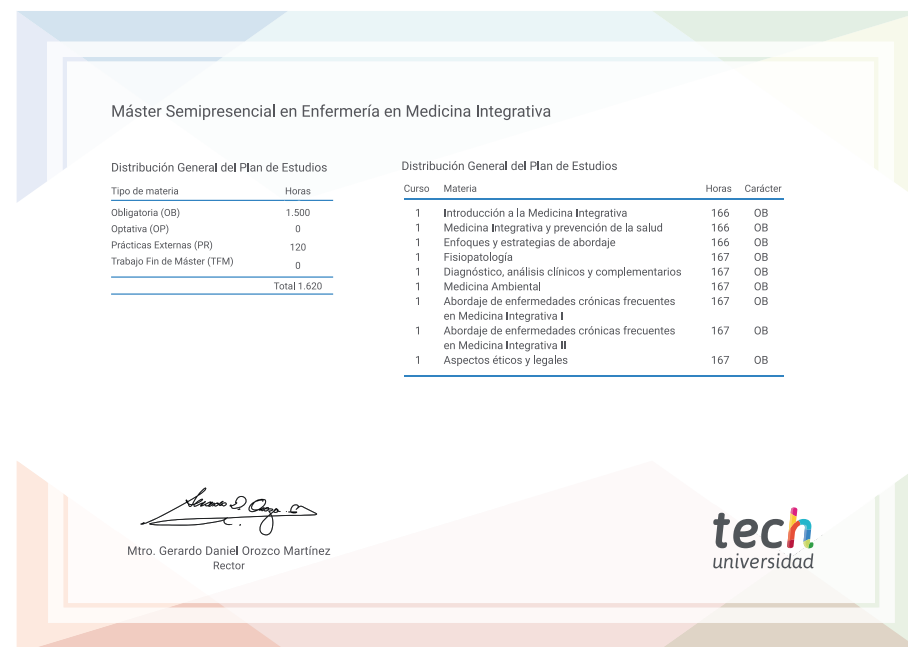 Máster Semipresencial en Enfermería en Medicina Integrativa
Distribución General del Plan de Estudios
Tipo de materia Horas
Obligatoria (OB) 1.500
Optativa (OP) 0
Prácticas Externas (PR) 120
Trabajo Fin de Máster (TFM) 0
Total 1.620
Distribución General del Plan de Estudios
Curso Materia Horas Carácter
1 Introducción a la Medicina Integrativa 166 OB
1 Medicina Integrativa y prevención de la salud 166 OB
1 Enfoques y estrategias de abordaje 166 OB
1 Fisiopatología 167 OB
1 Diagnóstico, análisis clínicos y complementarios 167 OB
1 Medicina Ambiental 167 OB
1 Abordaje de enfermedades crónicas frecuentes 167 OB
en Medicina Integrativa I
1 Abordaje de enfermedades crónicas frecuentes 167 OB
en Medicina Integrativa II
1 Aspectos éticos y legales 167 OB
Mtro. Gerardo Daniel Orozco Martínez
Rector
tech
universidad